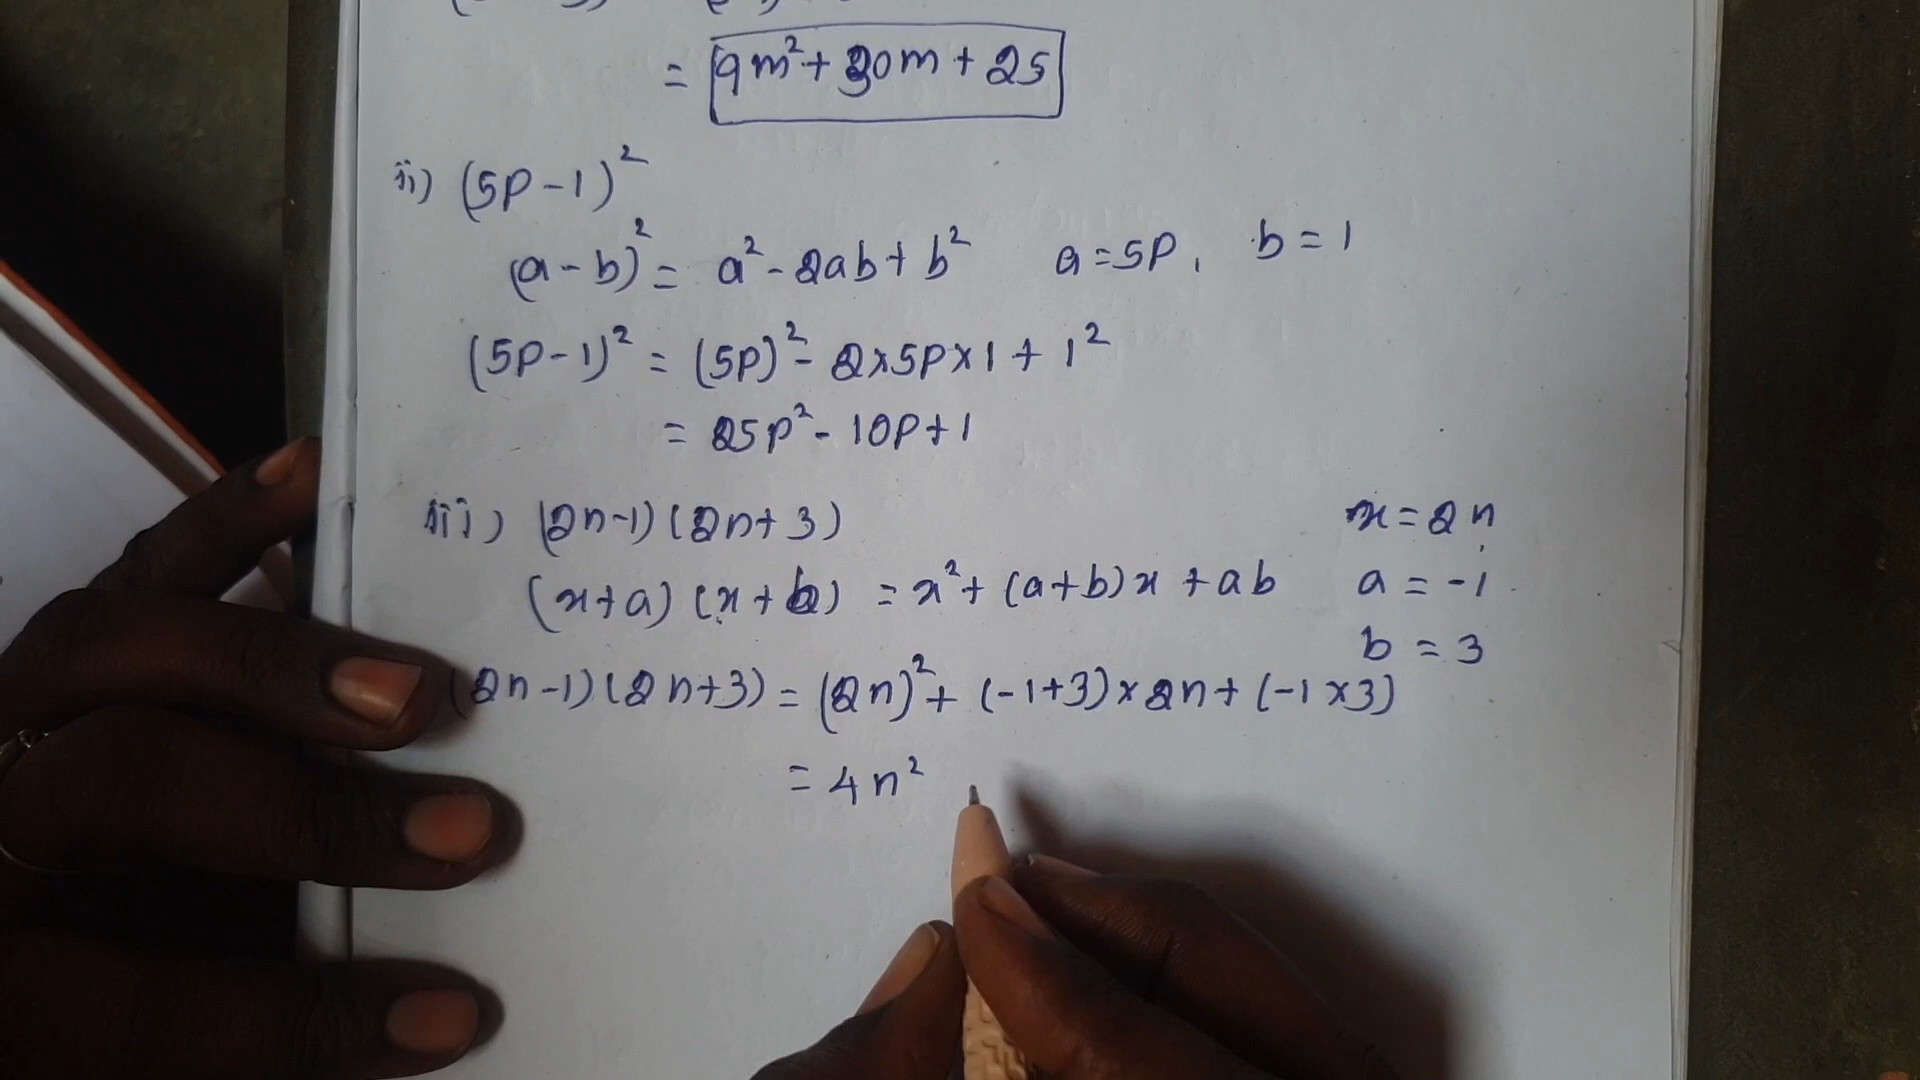 = 9m² + 30m + 25
ii) (5p - 1)²
(a - b)² = a² - 2ab + b² a = 5p, b = 1
(5p - 1)² = (5p)² - 2×5p×1 + 1²
= 25p² - 10p + 1
iii) (2n-1) (2n+3) x = 2n
(x+a) (x+b) = x² + (a+b)x + ab a = -1
b = 3
(2n-1) (2n+3) = (2n)² + (-1+3)×2n + (-1×3)
= 4n²